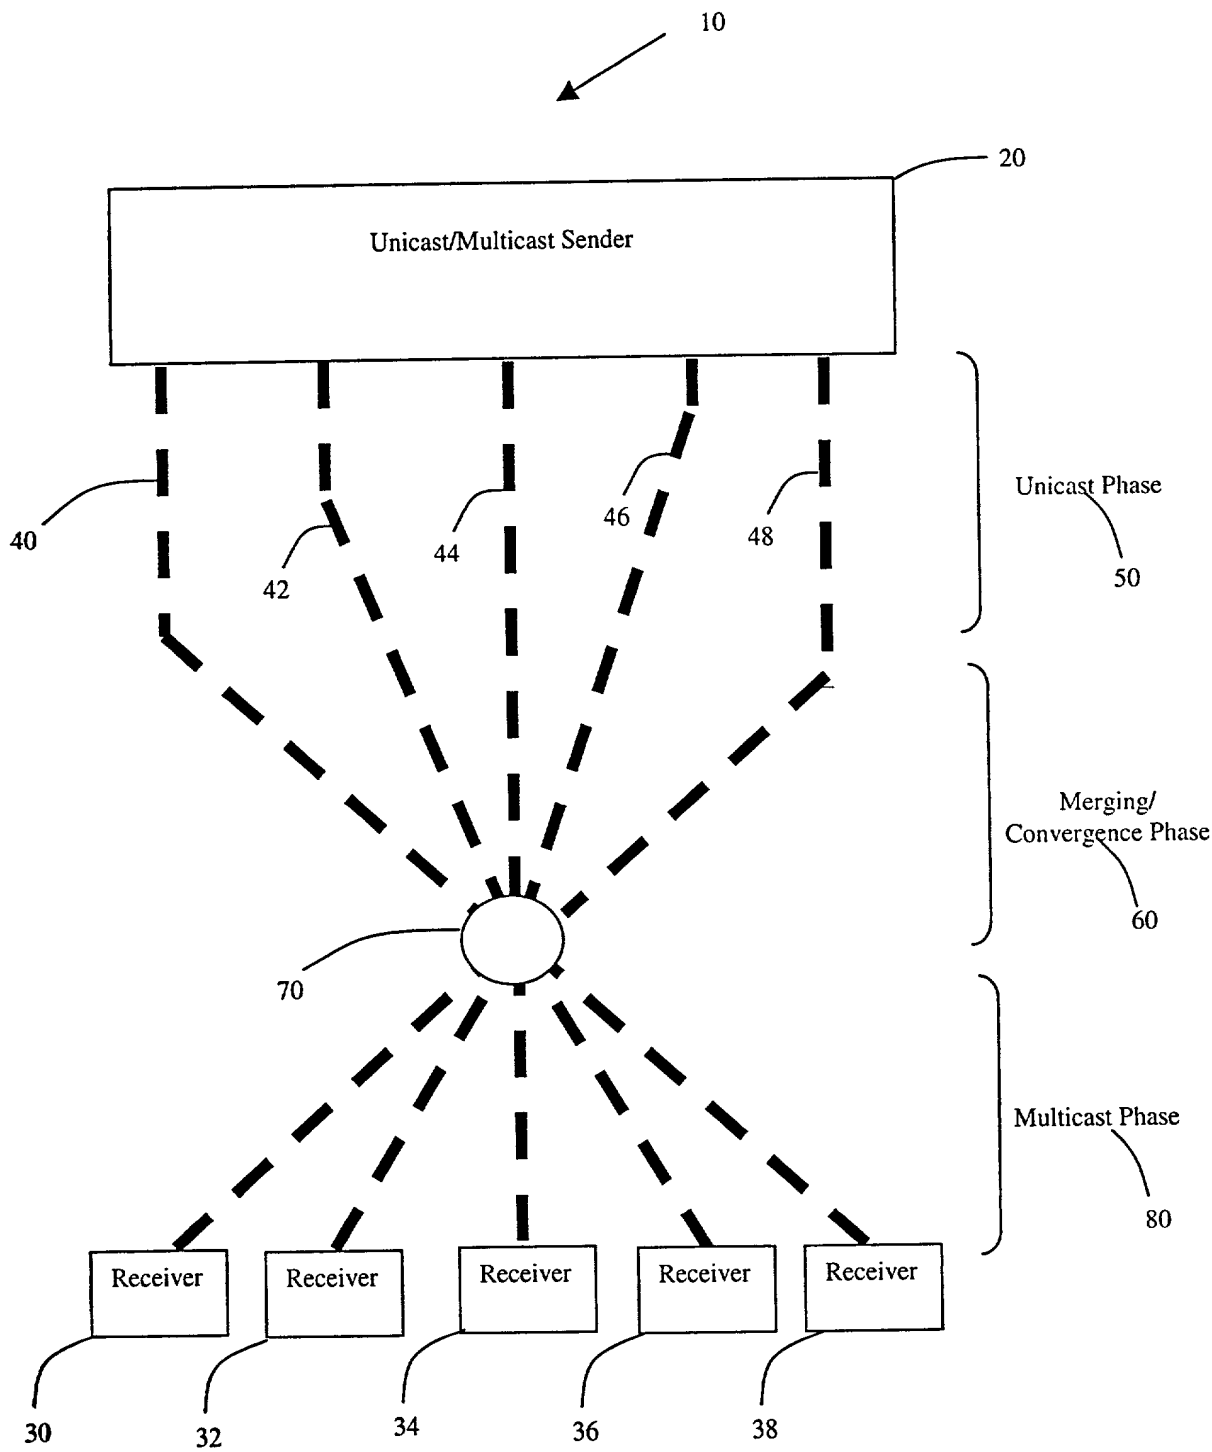 10
20
Unicast/Multicast Sender
40
42
44
46
48
Unicast Phase
50
Merging/
Convergence Phase
60
70
Multicast Phase
80
Receiver
Receiver
Receiver
Receiver
Receiver
30
32
34
36
38